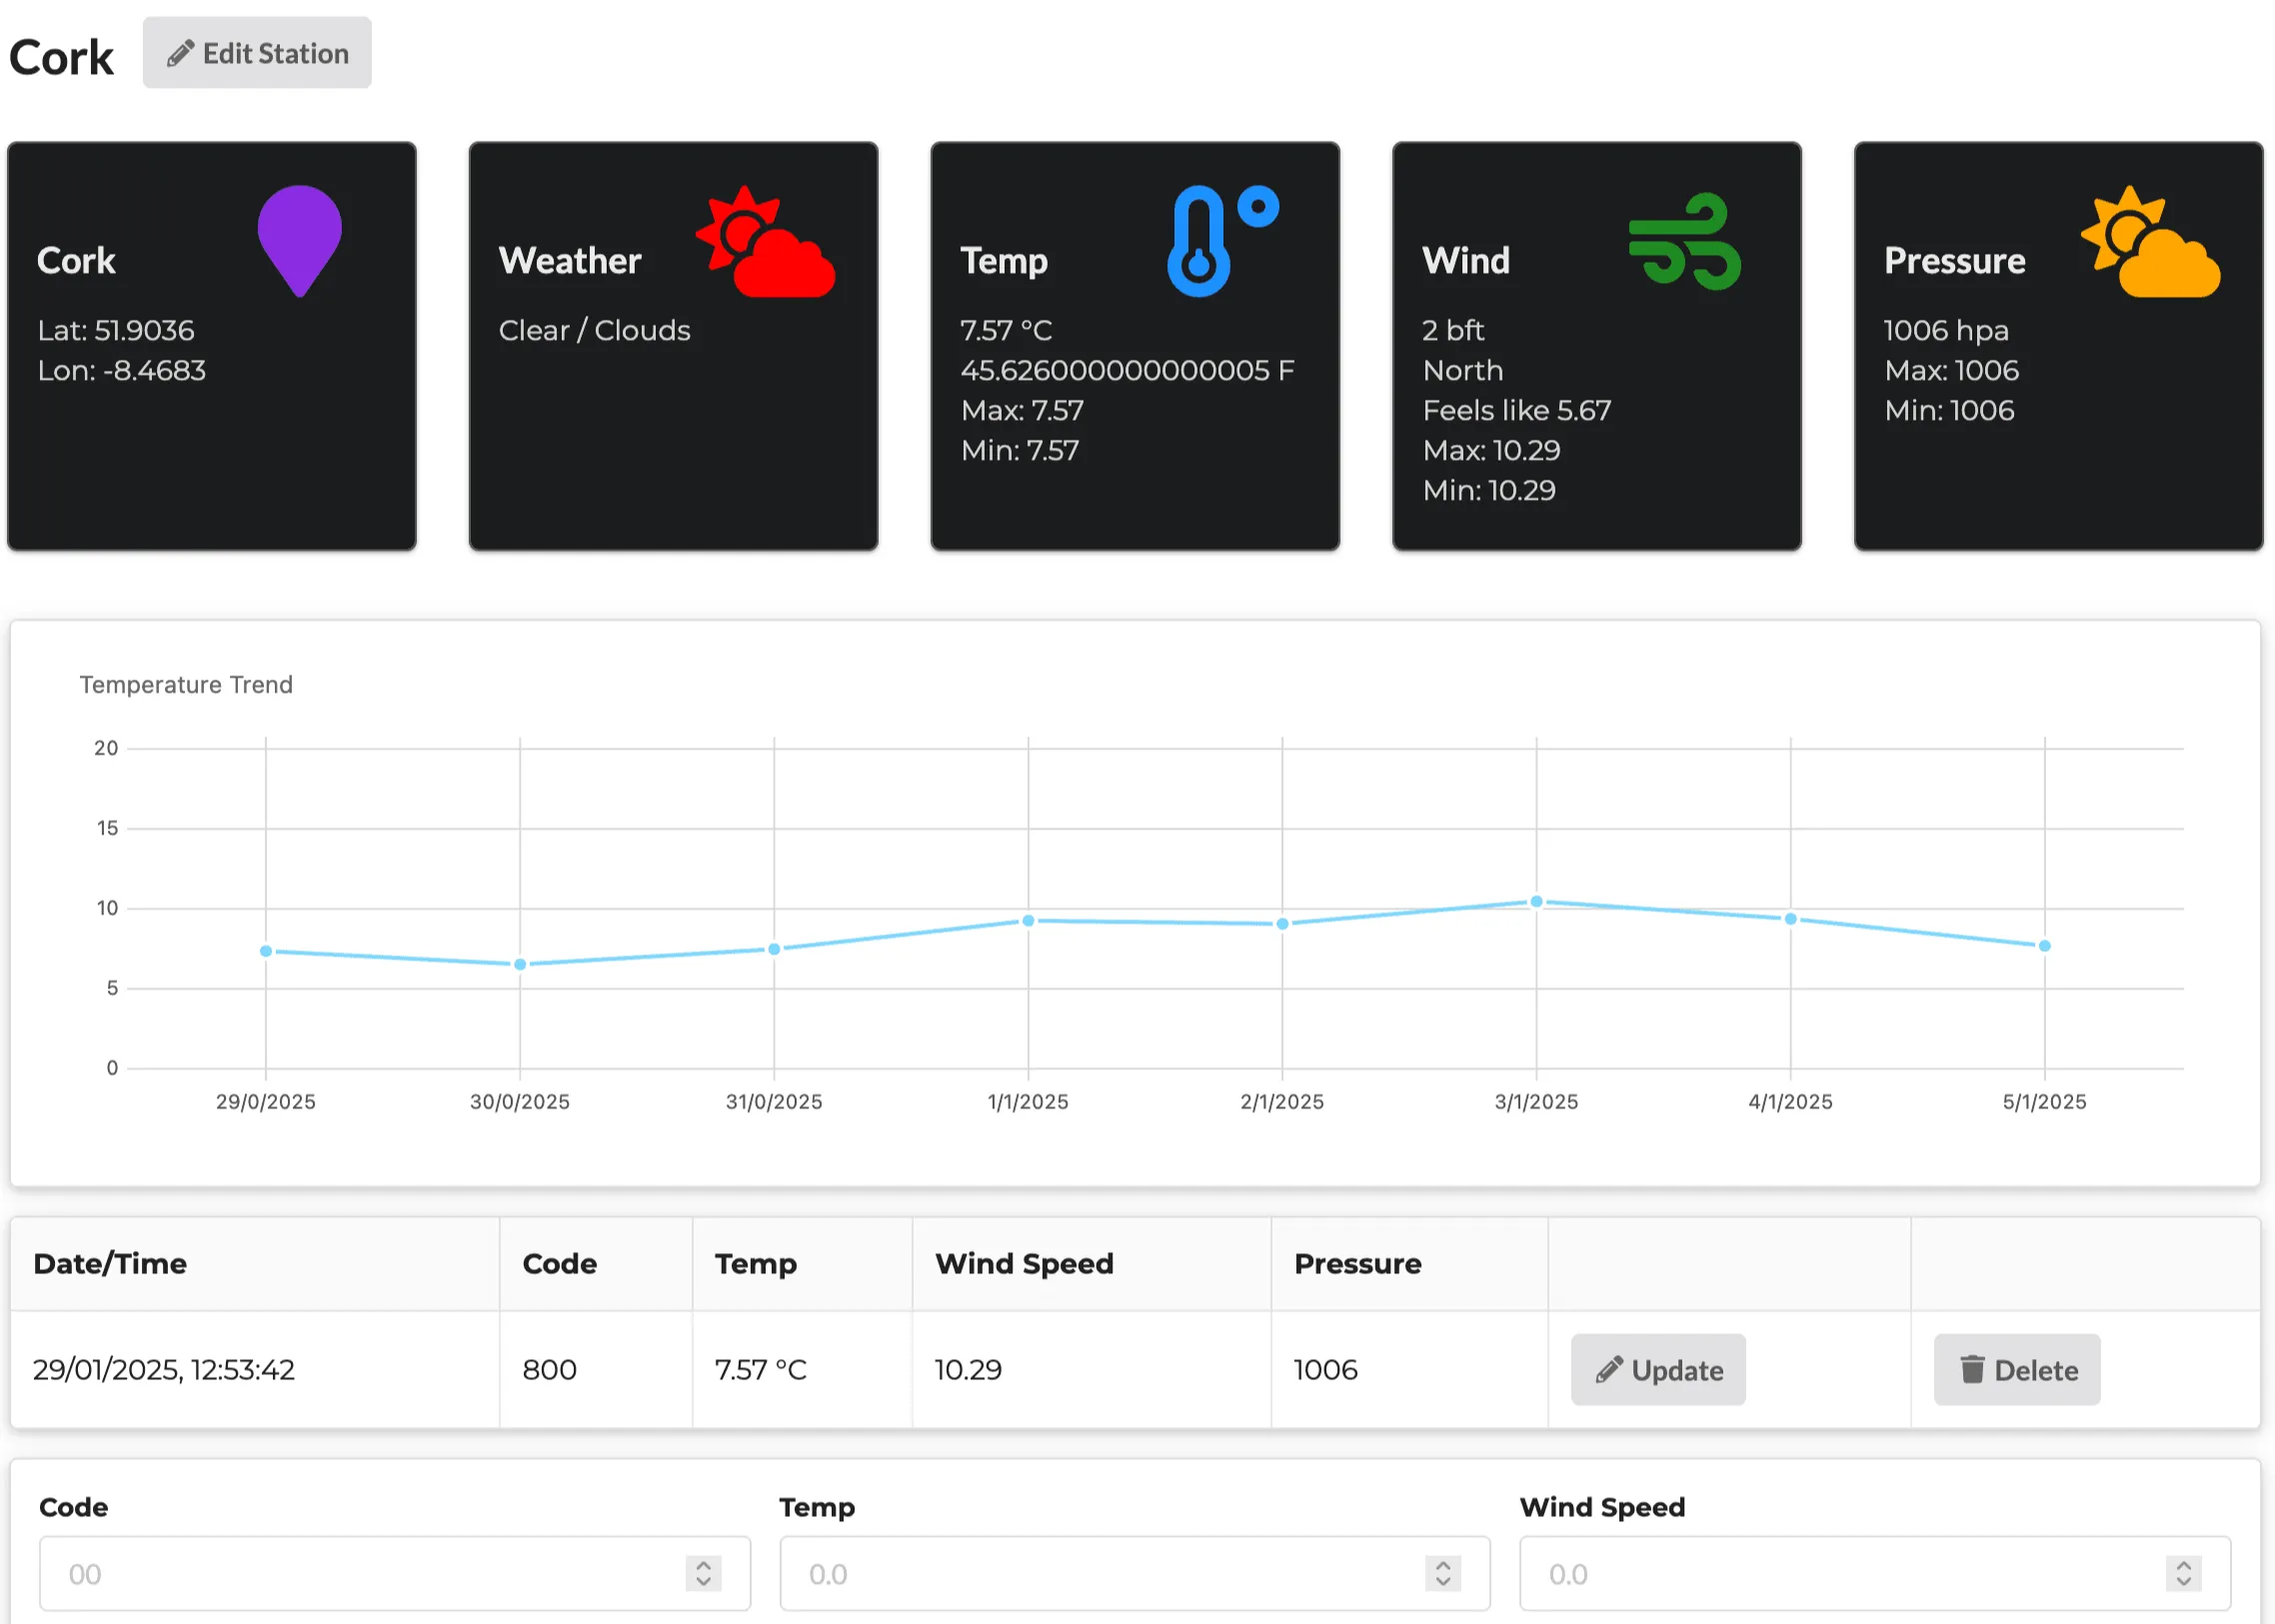 Cork
Edit Station
Cork
Lat: 51.9036
Lon: -8.4683
Weather
Clear / Clouds
Temp
7.57 °C
45.626000000000005 F
Max: 7.57
Min: 7.57
Wind
2 bft
North
Feels like 5.67
Max: 10.29
Min: 10.29
Pressure
1006 hpa
Max: 1006
Min: 1006
Temperature Trend
20
15
10
5
0
29/0/2025 30/0/2025 31/0/2025 1/1/2025 2/1/2025 3/1/2025 4/1/2025 5/1/2025
Date/Time Code Temp Wind Speed Pressure
29/01/2025, 12:53:42 800 7.57 °C 10.29 1006 Update Delete
Code Temp Wind Speed
00 0.0 0.0